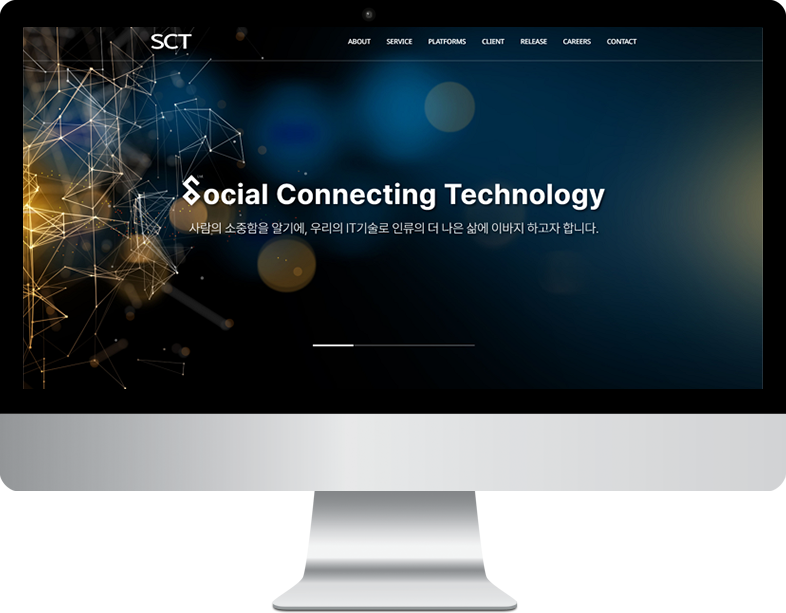 SCT
ABOUT SERVICE PLATFORMS CLIENT RELEASE CAREERS CONTACT
Social Connecting Technology
사람의 소중함을 알기에, 우리의 IT기술로 인류의 더 나은 삶에 이바지 하고자 합니다.